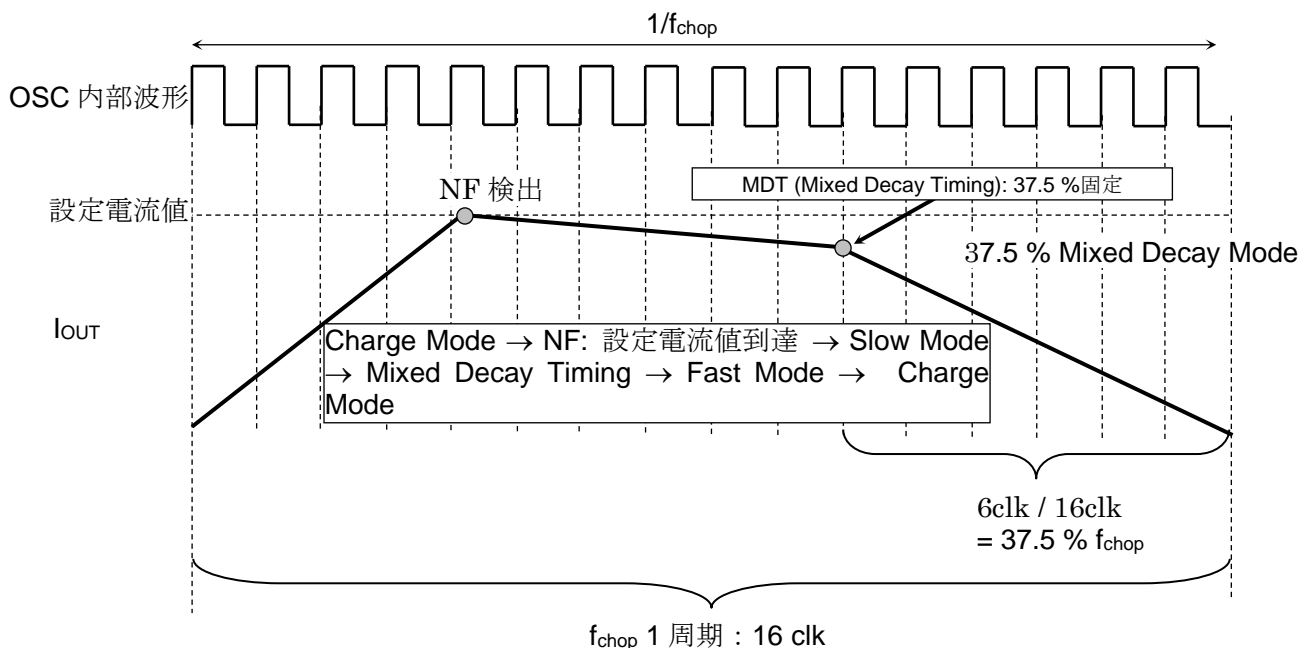 1/fchop
OSC 内部波形
MDT (Mixed Decay Timing): 37.5 %固定
NF 検出
設定電流値
37.5 % Mixed Decay Mode
IOUT
Charge Mode → NF: 設定電流値到達 → Slow Mode
→ Mixed Decay Timing → Fast Mode → Charge
Mode
6clk / 16clk
= 37.5 % fchop
fchop 1 周期 : 16 clk